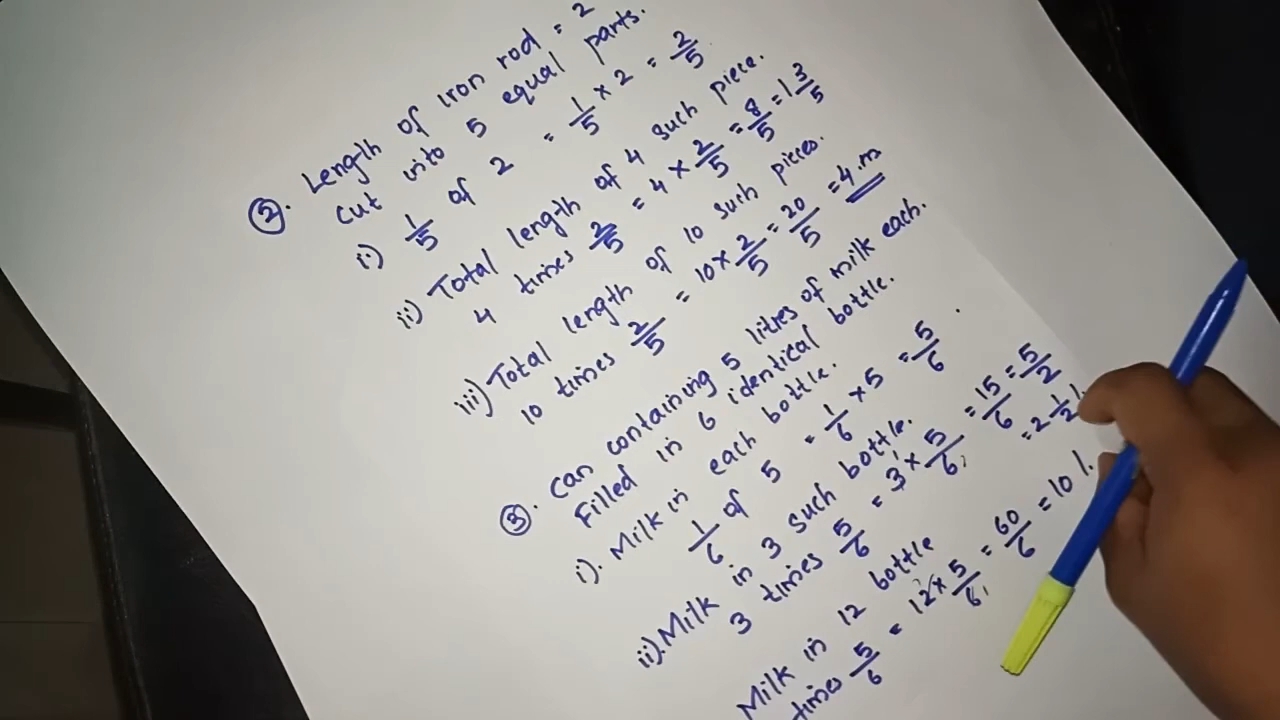 ②. Length of iron rod = 2
Cut into 5 equal parts.
i) 1/5 of 2 = 1/5 × 2 = 2/5
ii) Total length of 4 such piece.
4 times 2/5 = 4 × 2/5 = 8/5 = 1 3/5
iii) Total length of 10 such pieces.
10 times 2/5 = 10 × 2/5 = 20/5 = 4 m
③. Can containing 5 litres of milk each.
Filled in 6 identical bottle.
i). Milk in each bottle.
1/6 of 5 = 1/6 × 5 = 5/6
ii). Milk in 3 such bottle.
3 times 5/6 = 3 × 5/6 = 15/6 = 5/2
= 2 1/2 l.
Milk in 12 bottle
times 5/6 = 12 × 5/6 = 60/6 = 10 l.